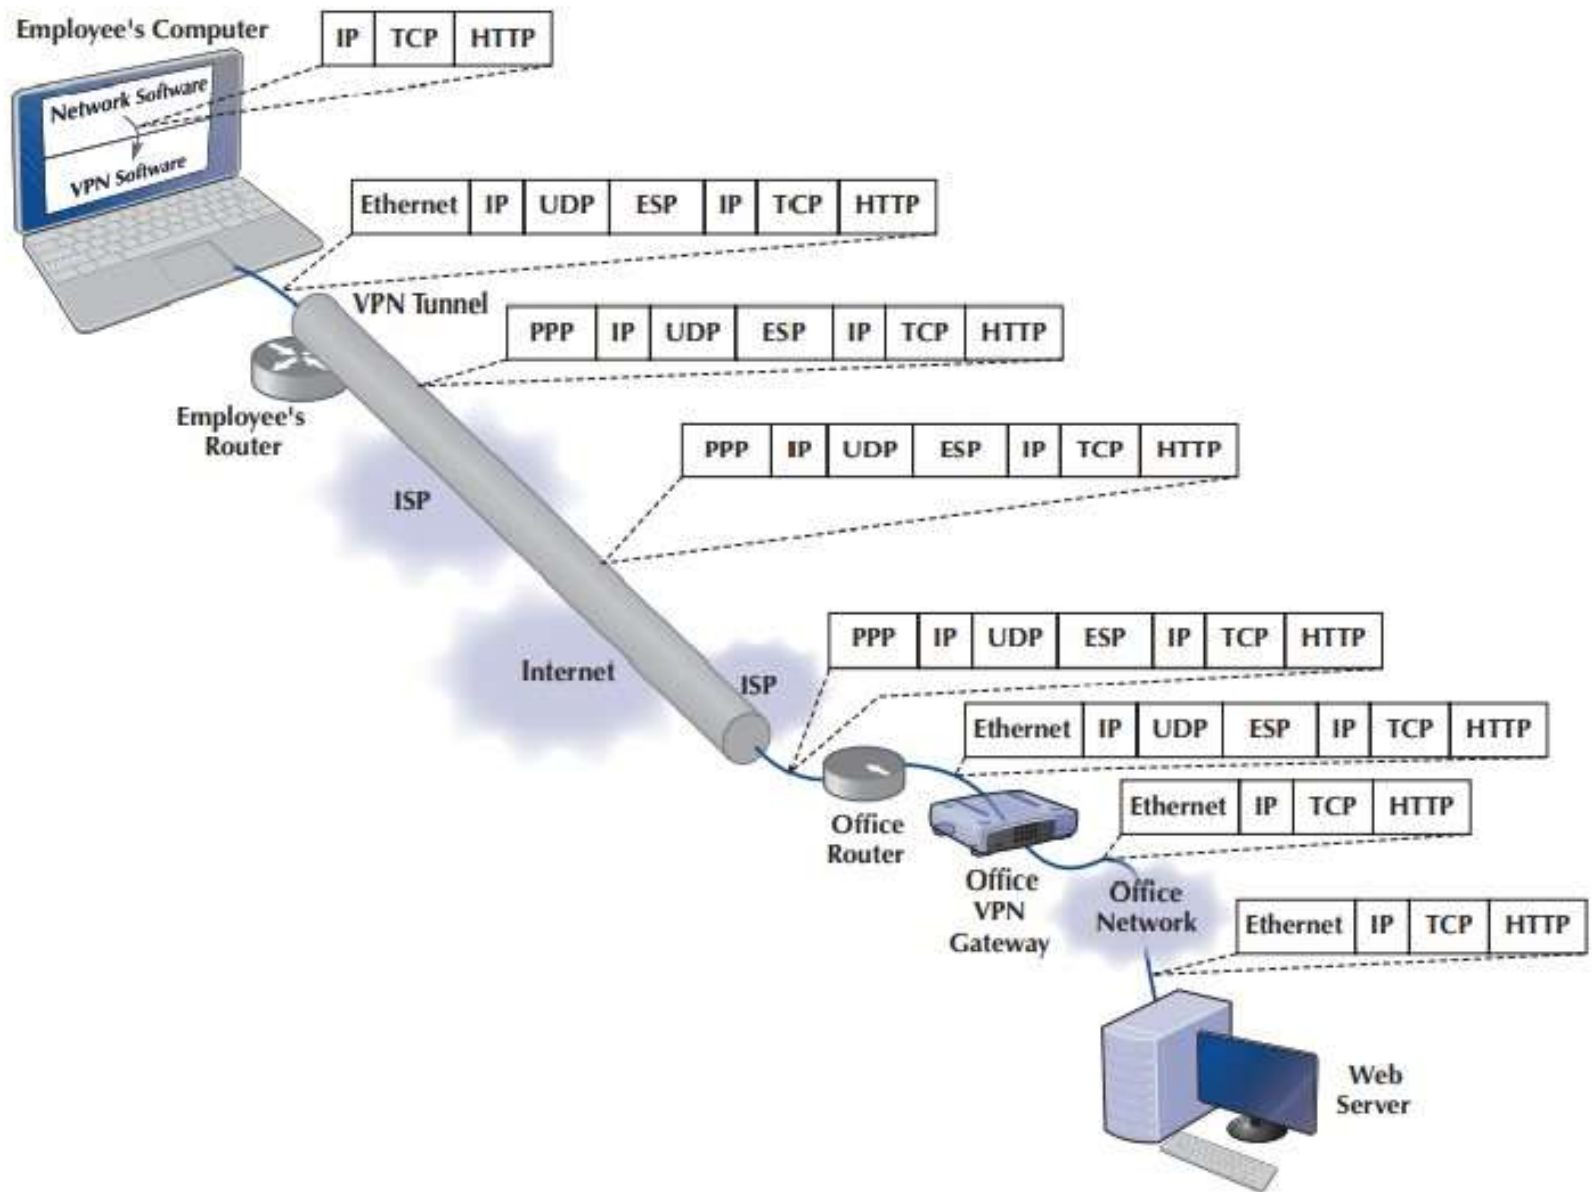 Employee's Computer
IP TCP HTTP
Network Software
VPN Software
Ethernet IP UDP ESP IP TCP HTTP
VPN Tunnel
PPP IP UDP ESP IP TCP HTTP
Employee's
Router
PPP IP UDP ESP IP TCP HTTP
ISP
PPP IP UDP ESP IP TCP HTTP
Internet
ISP
Ethernet IP UDP ESP IP TCP HTTP
Ethernet IP TCP HTTP
Office
Router
Office
VPN
Gateway
Office
Network
Ethernet IP TCP HTTP
Web
Server